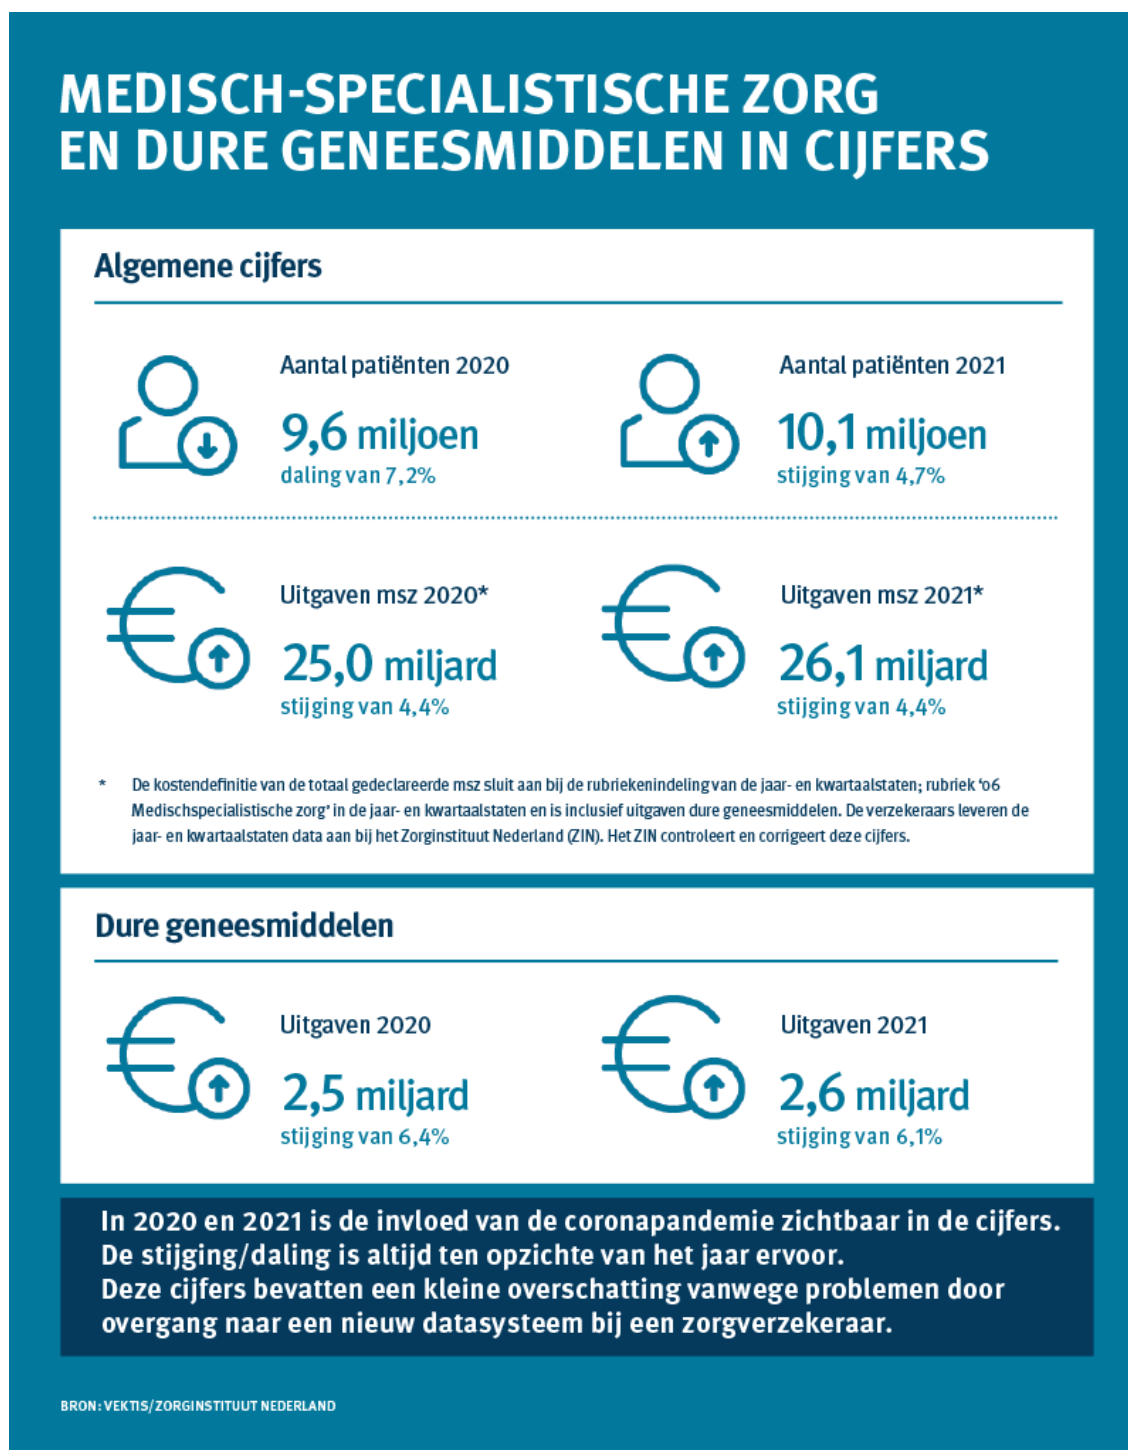 MEDISCH-SPECIALISTISCHE ZORG
EN DURE GENEESMIDDELEN IN CIJFERS
Algemene cijfers
Aantal patiënten 2020
9,6 miljoen
daling van 7,2%
Aantal patiënten 2021
10,1 miljoen
stijging van 4,7%
Uitgaven msz 2020*
25,0 miljard
stijging van 4,4%
Uitgaven msz 2021*
26,1 miljard
stijging van 4,4%
* De kostendefinitie van de totaal gedeclareerde msz sluit aan bij de rubriekenindeling van de jaar- en kwartaalstaten; rubriek ‘06
Medischspecialistische zorg’ in de jaar- en kwartaalstaten en is inclusief uitgaven dure geneesmiddelen. De verzekeraars leveren de
jaar- en kwartaalstaten data aan bij het Zorginstituut Nederland (ZIN). Het ZIN controleert en corrigeert deze cijfers.
Dure geneesmiddelen
Uitgaven 2020
2,5 miljard
stijging van 6,4%
Uitgaven 2021
2,6 miljard
stijging van 6,1%
In 2020 en 2021 is de invloed van de coronapandemie zichtbaar in de cijfers.
De stijging/daling is altijd ten opzichte van het jaar ervoor.
Deze cijfers bevatten een kleine overschatting vanwege problemen door
overgang naar een nieuw datasysteem bij een zorgverzekeraar.
BRON: VEKTIS/ZORGINSTITUUT NEDERLAND